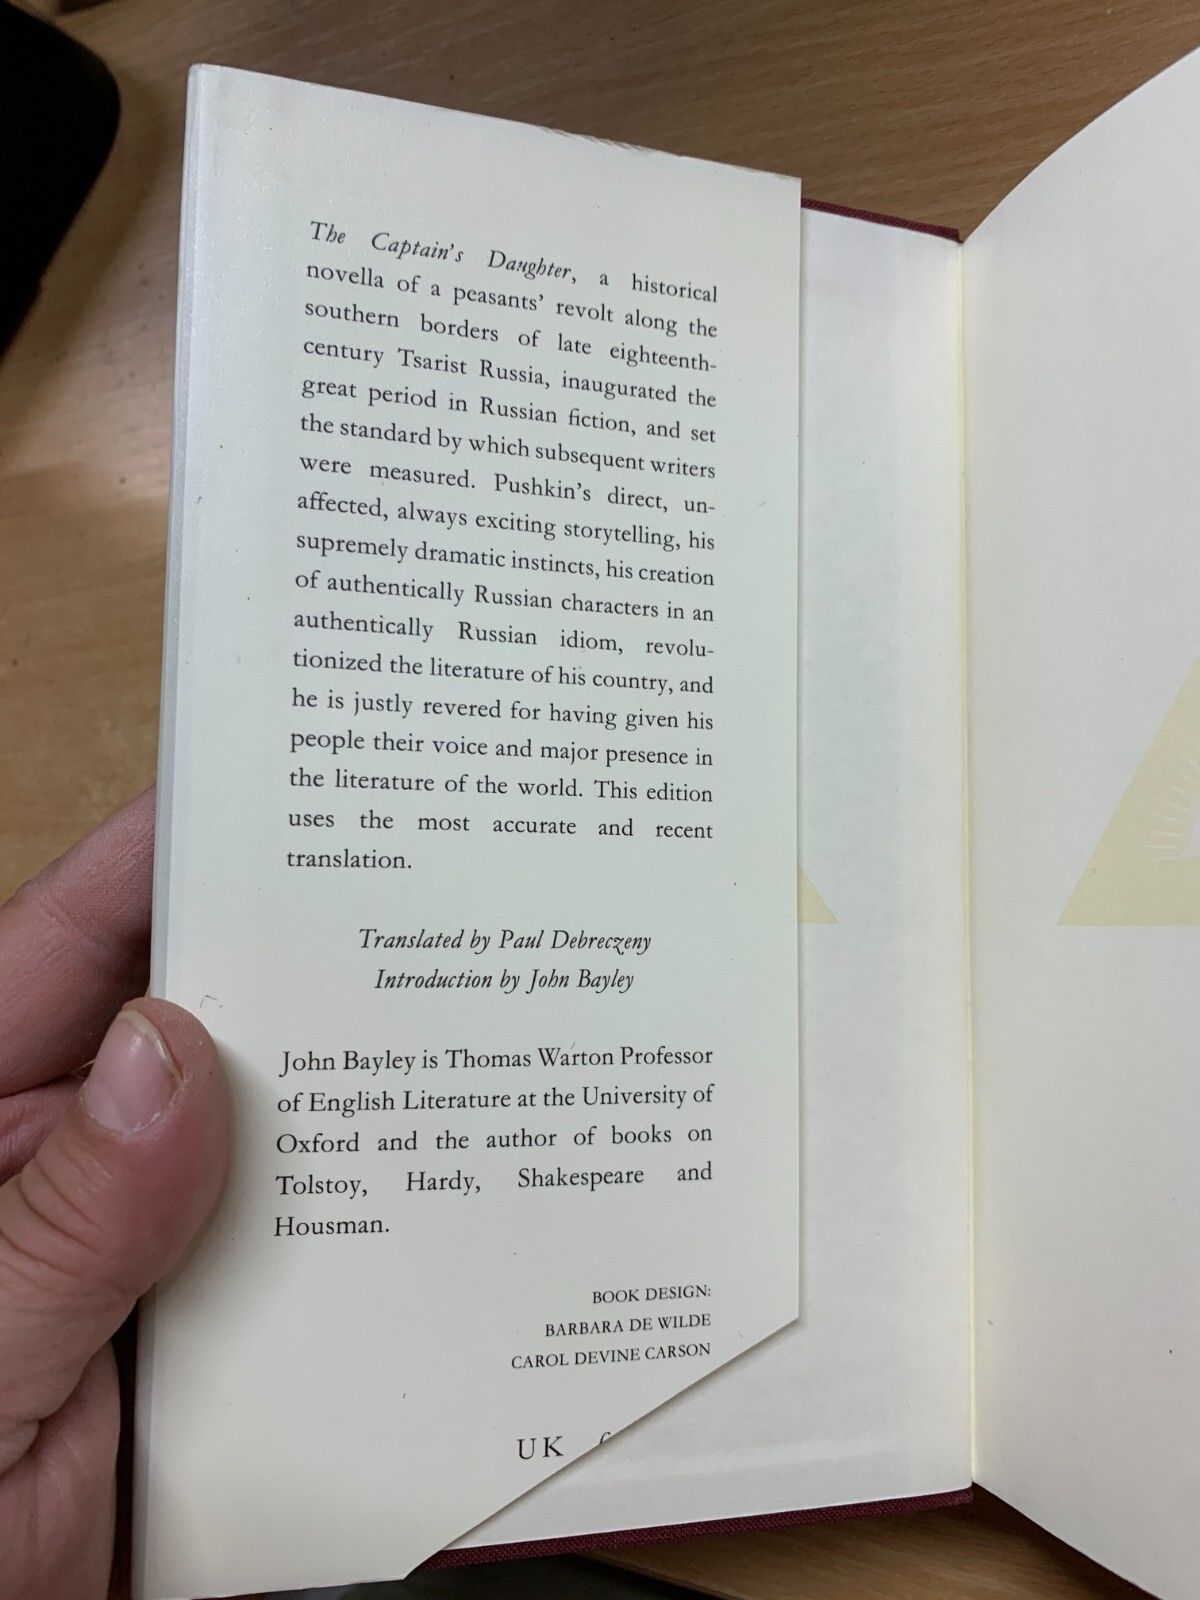 The Captain's Daughter, a historical
novella of a peasants' revolt along the
southern borders of late eighteenth-
century Tsarist Russia, inaugurated the
great period in Russian fiction, and set
the standard by which subsequent writers
were measured. Pushkin's direct, un-
affected, always exciting storytelling, his
supremely dramatic instincts, his creation
of authentically Russian characters in an
authentically Russian idiom, revolu-
tionized the literature of his country, and
he is justly revered for having given his
people their voice and major presence in
the literature of the world. This edition
uses the most accurate and recent
translation.
Translated by Paul Debreczeny
Introduction by John Bayley
John Bayley is Thomas Warton Professor
of English Literature at the University of
Oxford and the author of books on
Tolstoy, Hardy, Shakespeare and
Housman.
BOOK DESIGN:
BARBARA DE WILDE
CAROL DEVINE CARSON
UK